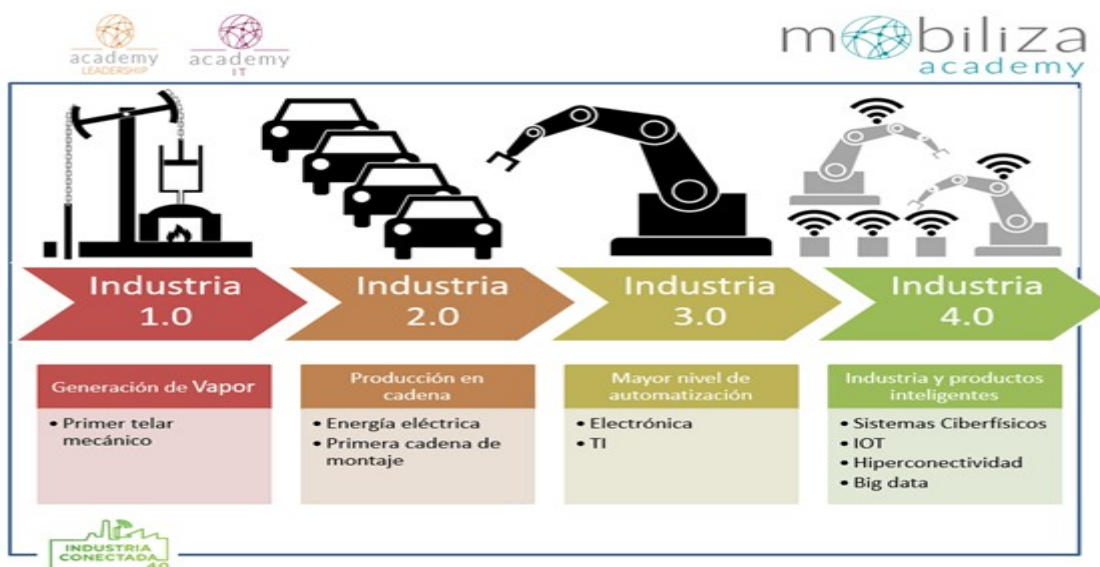 academy
LEADERSHIP
academy
IT
mobiliza
academy
Industria
1.0
Industria
2.0
Industria
3.0
Industria
4.0
Generación de Vapor
• Primer telar
mecánico
Producción en
cadena
• Energía eléctrica
• Primera cadena de
montaje
Mayor nivel de
automatización
• Electrónica
• TI
Industria y productos
inteligentes
• Sistemas Ciberfísicos
• IOT
• Hiperconectividad
• Big data
INDUSTRIA
CONECTADA
4.0